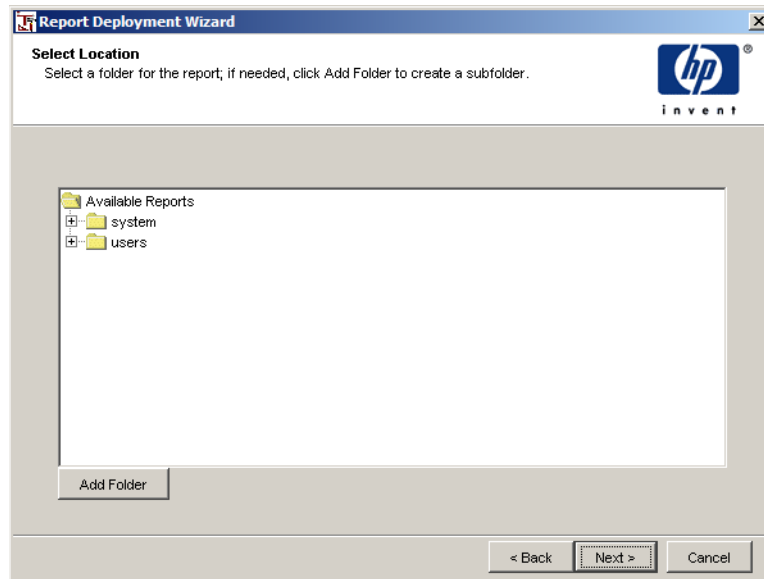 Report Deployment Wizard
Select Location
Select a folder for the report; if needed, click Add Folder to create a subfolder.
hp
®
invent
Available Reports
system
users
Add Folder
< Back
Next >
Cancel